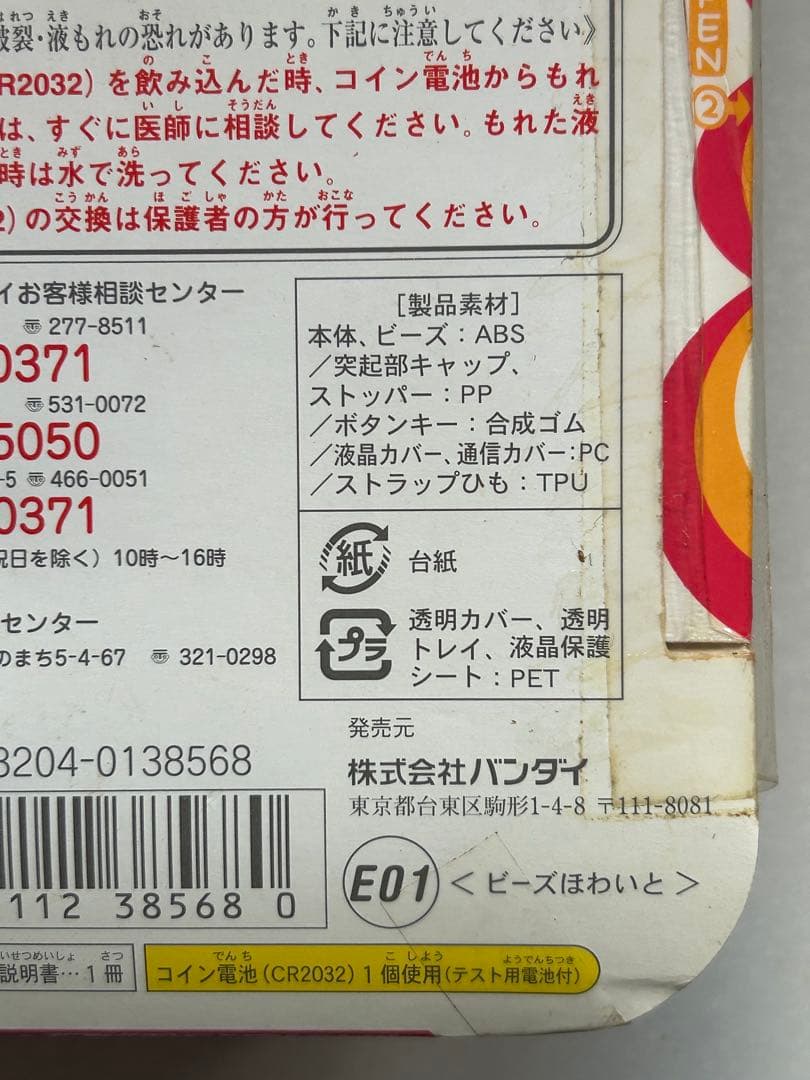 破裂・液もれの恐れがあります。下記に注意してください》
CR2032）を飲み込んだ時、コイン電池からもれ
は、すぐに医師に相談してください。もれた液
時は水で洗ってください。
2）の交換は保護者の方が行ってください。
EN
②
イお客様相談センター
277-8511
0371
531-0072
5050
-5 466-0051
0371
祝日を除く）10時〜16時
センター
のまち5-4-67 321-0298
［製品素材］
本体、ビーズ：ABS
／突起部キャップ、
ストッパー：PP
／ボタンキー：合成ゴム
／液晶カバー、通信カバー：PC
／ストラップひも：TPU
紙 台紙
プラ 透明カバー、透明
トレイ、液晶保護
シート：PET
発売元
株式会社バンダイ
東京都台東区駒形1-4-8 〒111-8081
3204-0138568
112 38568 0
E01 ＜ ビーズほわいと ＞
説明書…1冊
コイン電池（CR2032）1個使用（テスト用電池付）